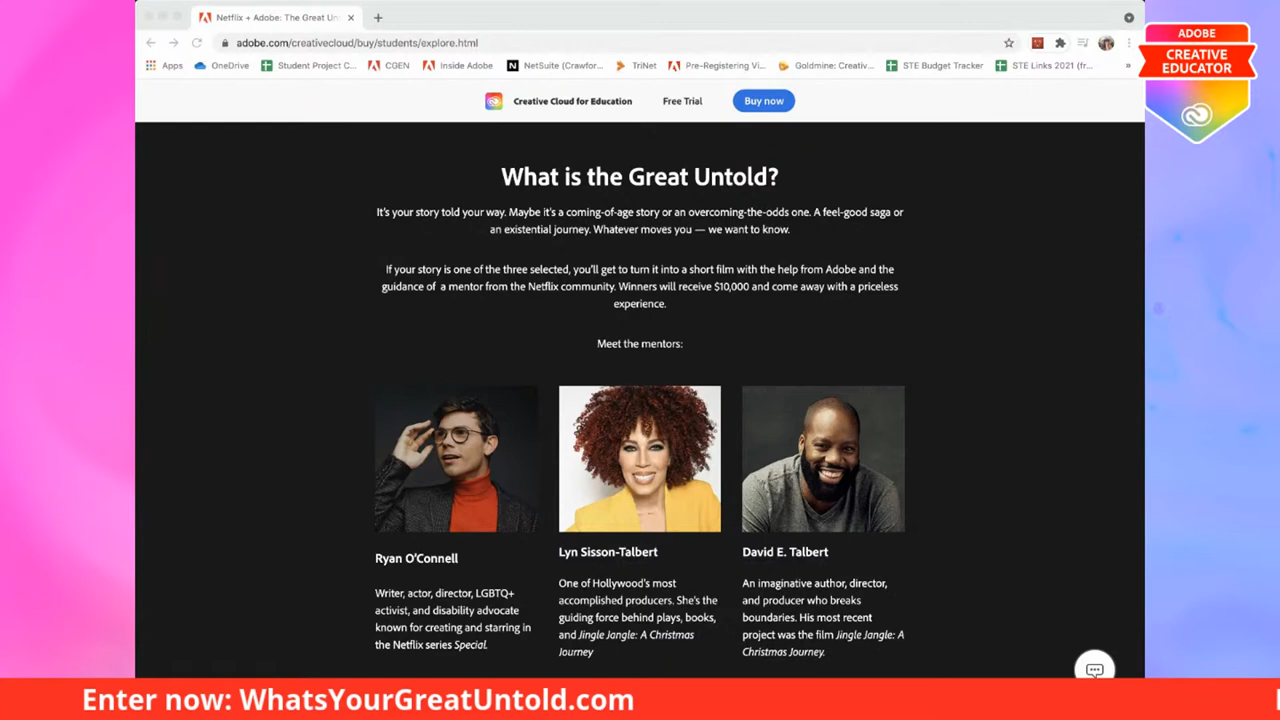 Netflix + Adobe: The Great Un
adobe.com/creativecloud/buy/students/explore.html
Apps OneDrive Student Project C... CGEN Inside Adobe NetSuite (Crawfor... TriNet Pre-Registering Vi... Goldmine: Creativ... STE Budget Tracker STE Links 2021 (fr... »
ADOBE
CREATIVE
EDUCATOR
Creative Cloud for Education Free Trial Buy now
What is the Great Untold?
It's your story told your way. Maybe it's a coming-of-age story or an overcoming-the-odds one. A feel-good saga or
an existential journey. Whatever moves you — we want to know.
If your story is one of the three selected, you'll get to turn it into a short film with the help from Adobe and the
guidance of a mentor from the Netflix community. Winners will receive $10,000 and come away with a priceless
experience.
Meet the mentors:
Ryan O'Connell
Writer, actor, director, LGBTQ+
activist, and disability advocate
known for creating and starring in
the Netflix series Special.
Lyn Sisson-Talbert
One of Hollywood's most
accomplished producers. She's the
guiding force behind plays, books,
and Jingle Jangle: A Christmas
Journey
David E. Talbert
An imaginative author, director,
and producer who breaks
boundaries. His most recent
project was the film Jingle Jangle: A
Christmas Journey.
Enter now: WhatsYourGreatUntold.com